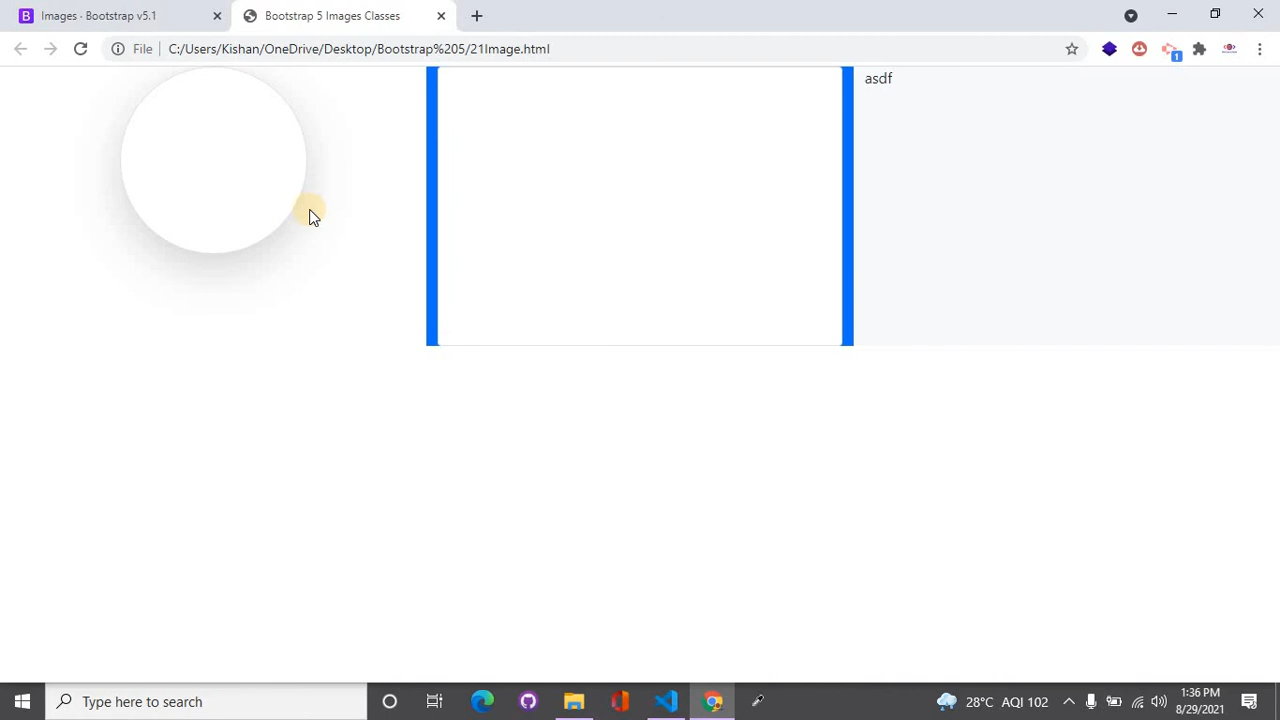 Images · Bootstrap v5.1
Bootstrap 5 Images Classes
File
C:/Users/Kishan/OneDrive/Desktop/Bootstrap%205/21Image.html
1
asdf
Type here to search
28°C AQI 102
1:36 PM
8/29/2021